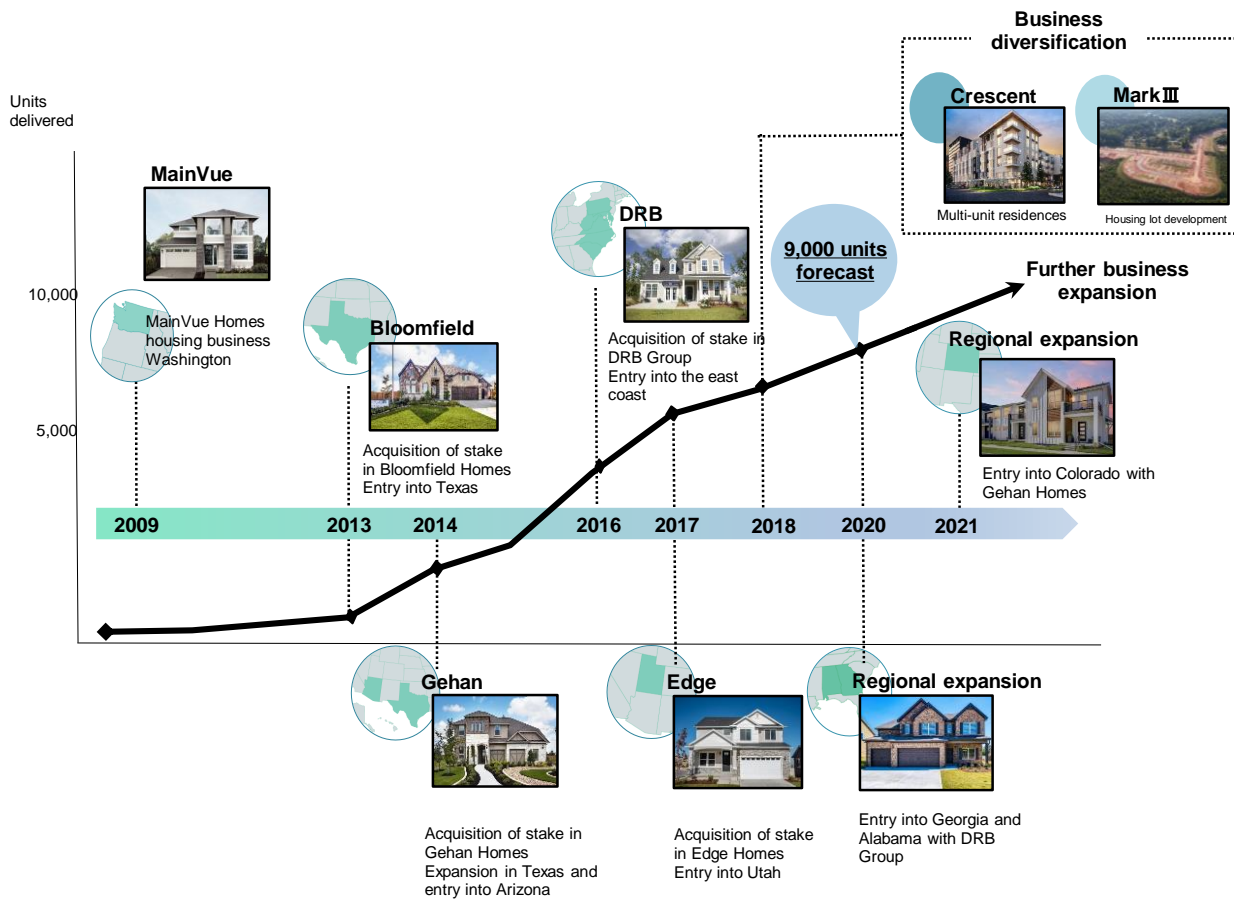 Business
diversification
Crescent
Mark Ⅲ
Multi-unit residences
Housing lot development
Units
delivered
MainVue
MainVue Homes
housing business
Washington
10,000
5,000
Bloomfield
Acquisition of stake
in Bloomfield Homes
Entry into Texas
DRB
Acquisition of stake in
DRB Group
Entry into the east
coast
9,000 units
forecast
Further business
expansion
Regional expansion
Entry into Colorado with
Gehan Homes
2009
2013
2014
2016
2017
2018
2020
2021
Gehan
Acquisition of stake in
Gehan Homes
Expansion in Texas and
entry into Arizona
Edge
Acquisition of stake
in Edge Homes
Entry into Utah
Regional expansion
Entry into Georgia and
Alabama with DRB
Group